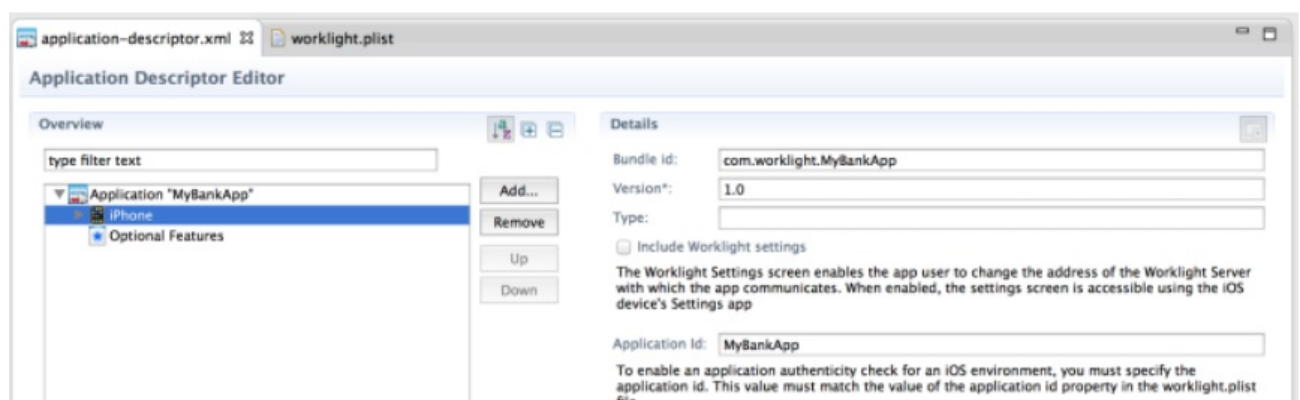 application-descriptor.xml
worklight.plist
Application Descriptor Editor
Overview
type filter text
Application "MyBankApp"
iPhone
Optional Features
Add...
Remove
Up
Down
Details
Bundle id: com.worklight.MyBankApp
Version*: 1.0
Type:
Include Worklight settings
The Worklight Settings screen enables the app user to change the address of the Worklight Server
with which the app communicates. When enabled, the settings screen is accessible using the iOS
device's Settings app
Application Id: MyBankApp
To enable an application authenticity check for an iOS environment, you must specify the
application id. This value must match the value of the application id property in the worklight.plist